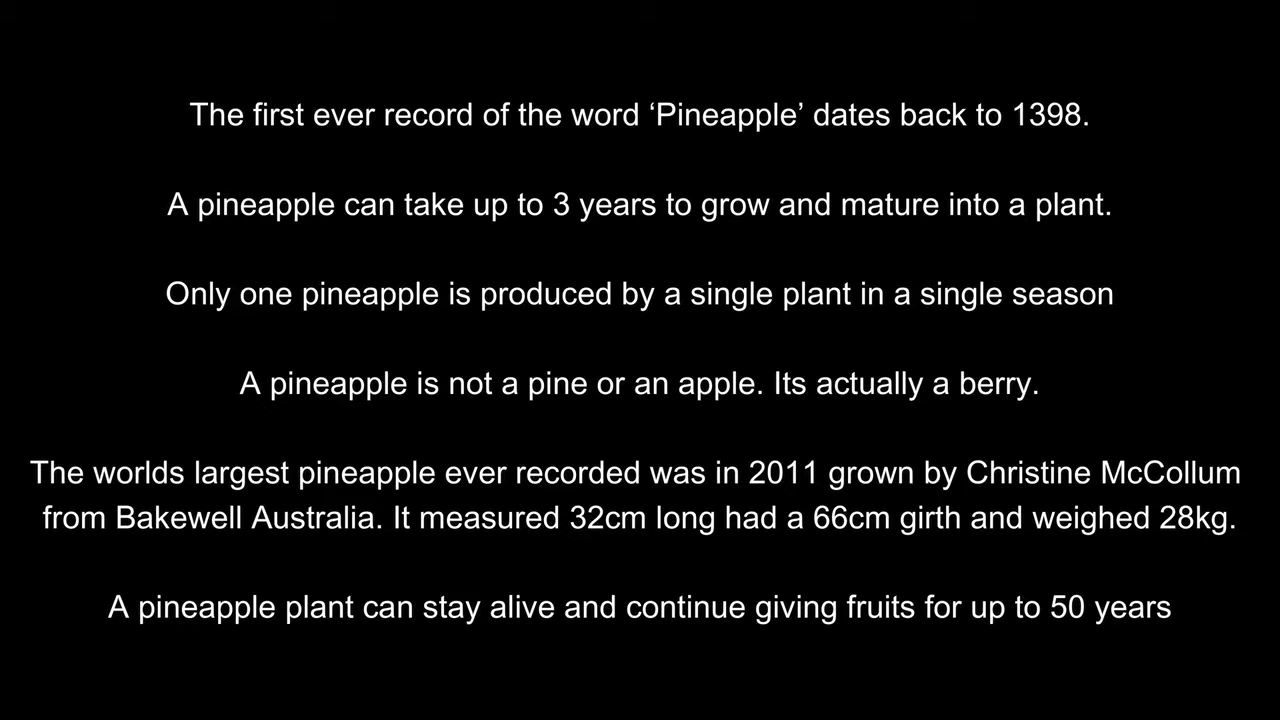 The first ever record of the word ‘Pineapple’ dates back to 1398.
A pineapple can take up to 3 years to grow and mature into a plant.
Only one pineapple is produced by a single plant in a single season
A pineapple is not a pine or an apple. Its actually a berry.
The worlds largest pineapple ever recorded was in 2011 grown by Christine McCollum
from Bakewell Australia. It measured 32cm long had a 66cm girth and weighed 28kg.
A pineapple plant can stay alive and continue giving fruits for up to 50 years